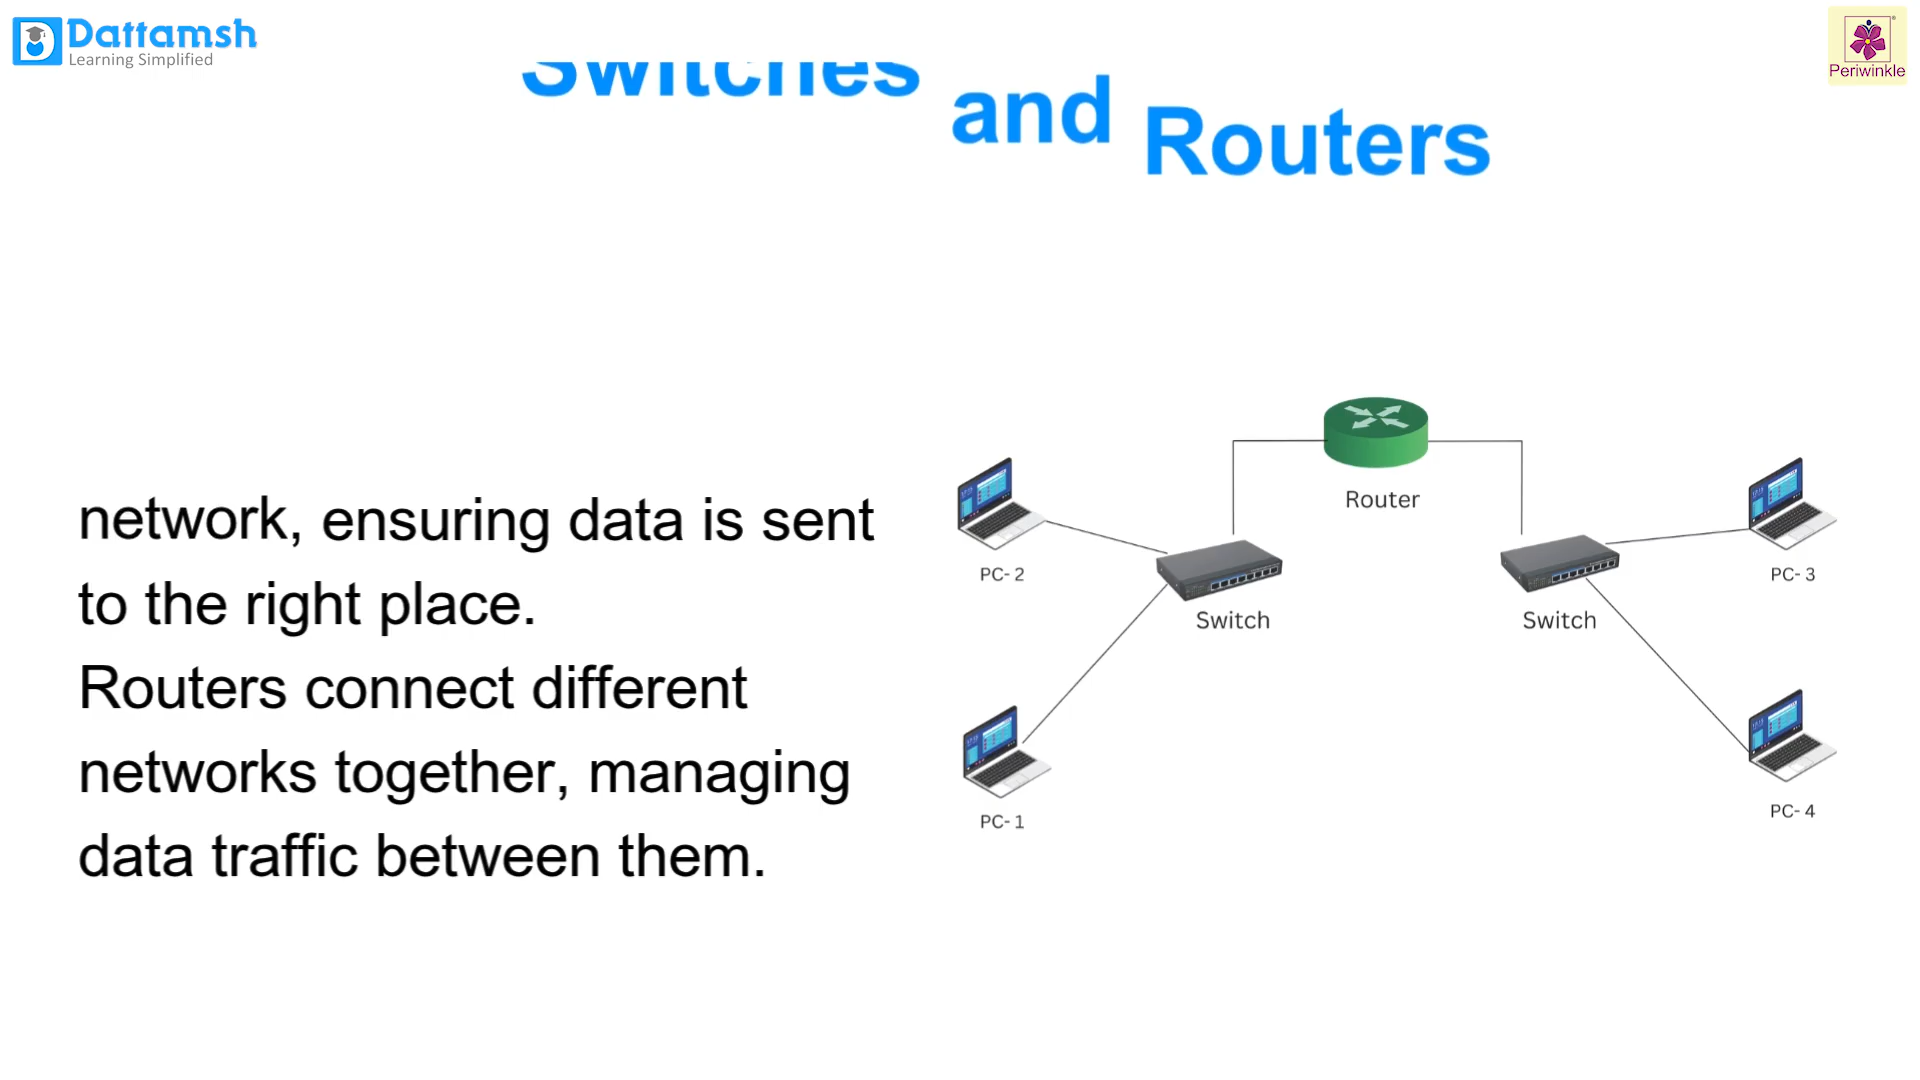 Dattamsh
Learning Simplified
Periwinkle
Switches and Routers
network, ensuring data is sent
to the right place.
Routers connect different
networks together, managing
data traffic between them.
Router
PC- 2
Switch
Switch
PC- 3
PC- 1
PC- 4